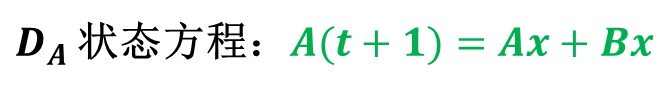 D_A 状态方程：A(t + 1) = Ax + Bx